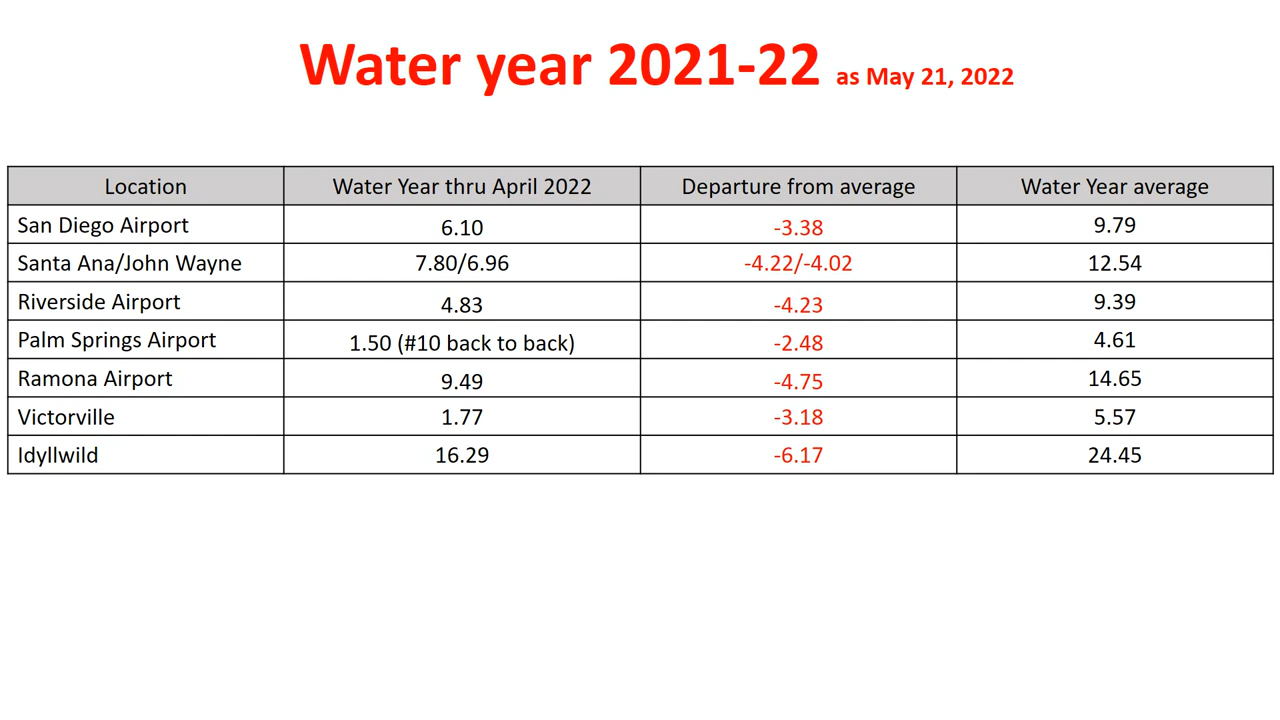 Water year 2021-22 as May 21, 2022
Location Water Year thru April 2022 Departure from average Water Year average
San Diego Airport 6.10 -3.38 9.79
Santa Ana/John Wayne 7.80/6.96 -4.22/-4.02 12.54
Riverside Airport 4.83 -4.23 9.39
Palm Springs Airport 1.50 (#10 back to back) -2.48 4.61
Ramona Airport 9.49 -4.75 14.65
Victorville 1.77 -3.18 5.57
Idyllwild 16.29 -6.17 24.45